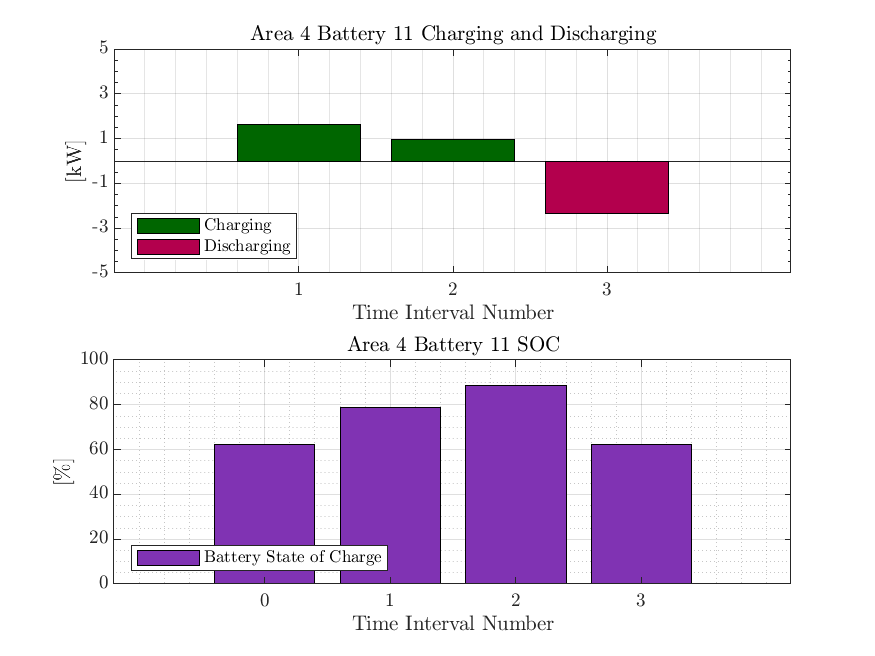 Area 4 Battery 11 Charging and Discharging
5
3
1
-1
-3
-5
[kW]
Charging
Discharging
1 2 3
Time Interval Number
Area 4 Battery 11 SOC
100
80
60
40
20
0
[%]
Battery State of Charge
0 1 2 3
Time Interval Number